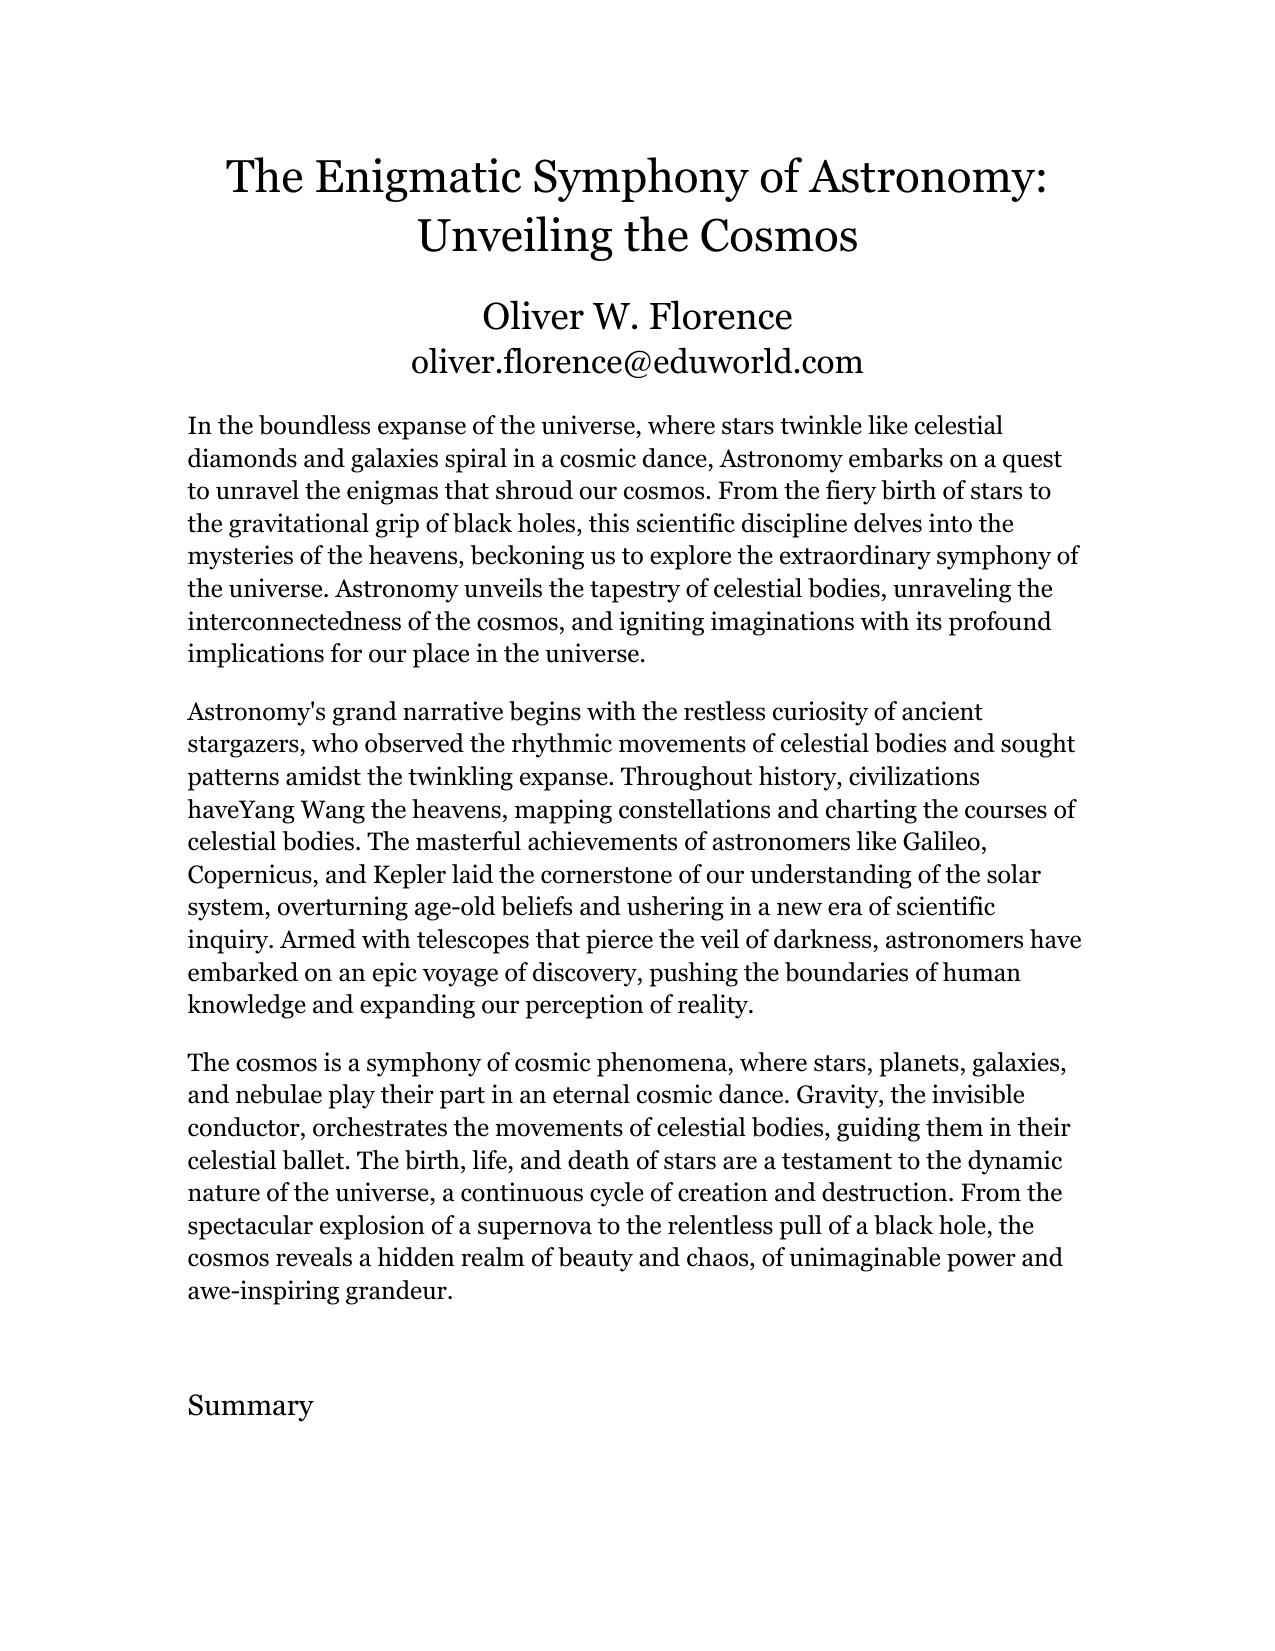 The Enigmatic Symphony of Astronomy:
Unveiling the Cosmos
Oliver W. Florence
oliver.florence@eduworld.com
In the boundless expanse of the universe, where stars twinkle like celestial
diamonds and galaxies spiral in a cosmic dance, Astronomy embarks on a quest
to unravel the enigmas that shroud our cosmos. From the fiery birth of stars to
the gravitational grip of black holes, this scientific discipline delves into the
mysteries of the heavens, beckoning us to explore the extraordinary symphony of
the universe. Astronomy unveils the tapestry of celestial bodies, unraveling the
interconnectedness of the cosmos, and igniting imaginations with its profound
implications for our place in the universe.
Astronomy's grand narrative begins with the restless curiosity of ancient
stargazers, who observed the rhythmic movements of celestial bodies and sought
patterns amidst the twinkling expanse. Throughout history, civilizations
haveYang Wang the heavens, mapping constellations and charting the courses of
celestial bodies. The masterful achievements of astronomers like Galileo,
Copernicus, and Kepler laid the cornerstone of our understanding of the solar
system, overturning age-old beliefs and ushering in a new era of scientific
inquiry. Armed with telescopes that pierce the veil of darkness, astronomers have
embarked on an epic voyage of discovery, pushing the boundaries of human
knowledge and expanding our perception of reality.
The cosmos is a symphony of cosmic phenomena, where stars, planets, galaxies,
and nebulae play their part in an eternal cosmic dance. Gravity, the invisible
conductor, orchestrates the movements of celestial bodies, guiding them in their
celestial ballet. The birth, life, and death of stars are a testament to the dynamic
nature of the universe, a continuous cycle of creation and destruction. From the
spectacular explosion of a supernova to the relentless pull of a black hole, the
cosmos reveals a hidden realm of beauty and chaos, of unimaginable power and
awe-inspiring grandeur.
Summary